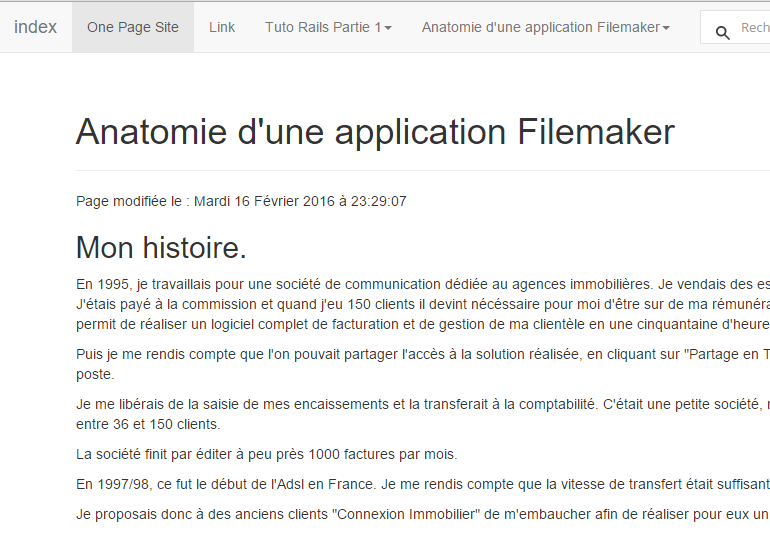 index One Page Site Link Tuto Rails Partie 1 Anatomie d'une application Filemaker Rech
Anatomie d'une application Filemaker
Page modifiée le : Mardi 16 Février 2016 à 23:29:07
Mon histoire.
En 1995, je travaillais pour une société de communication dédiée au agences immobilières. Je vendais des es
J'étais payé à la commission et quand j'eu 150 clients il devint nécéssaire pour moi d'être sur de ma rémunéra
permit de réaliser un logiciel complet de facturation et de gestion de ma clientèle en une cinquantaine d'heure
Puis je me rendis compte que l'on pouvait partager l'accès à la solution réalisée, en cliquant sur "Partage en T
poste.
Je me libérais de la saisie de mes encaissements et la transferait à la comptabilité. C'était une petite société,
entre 36 et 150 clients.
La société finit par éditer à peu près 1000 factures par mois.
En 1997/98, ce fut le début de l'Adsl en France. Je me rendis compte que la vitesse de transfert était suffisant
Je proposais donc à des anciens clients "Connexion Immobilier" de m'embaucher afin de réaliser pour eux un